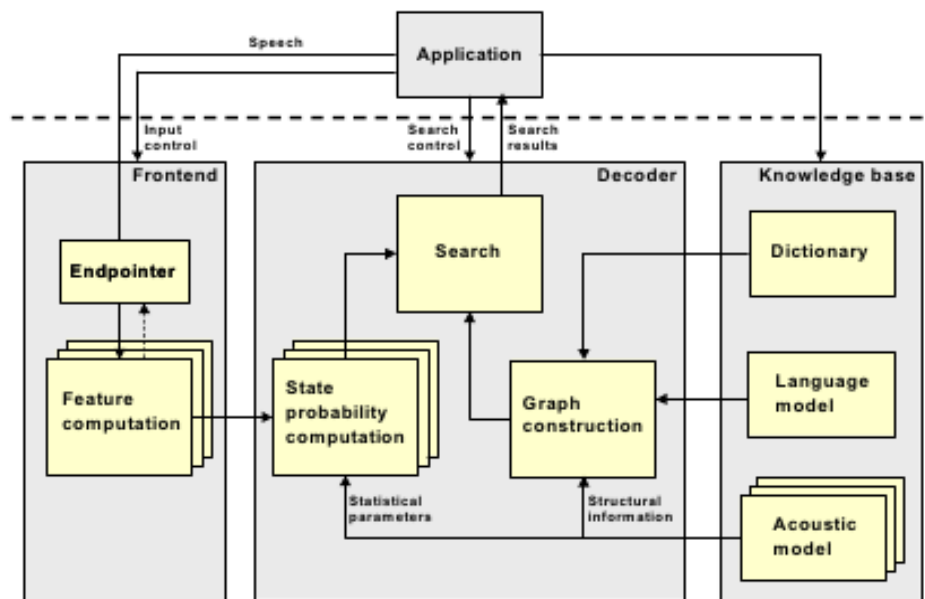 Speech
Application
Input
control
Search
control
Search
results
Frontend
Decoder
Knowledge base
Endpointer
Search
Dictionary
Feature
computation
State
probability
computation
Graph
construction
Language
model
Statistical
parameters
Structural
information
Acoustic
model